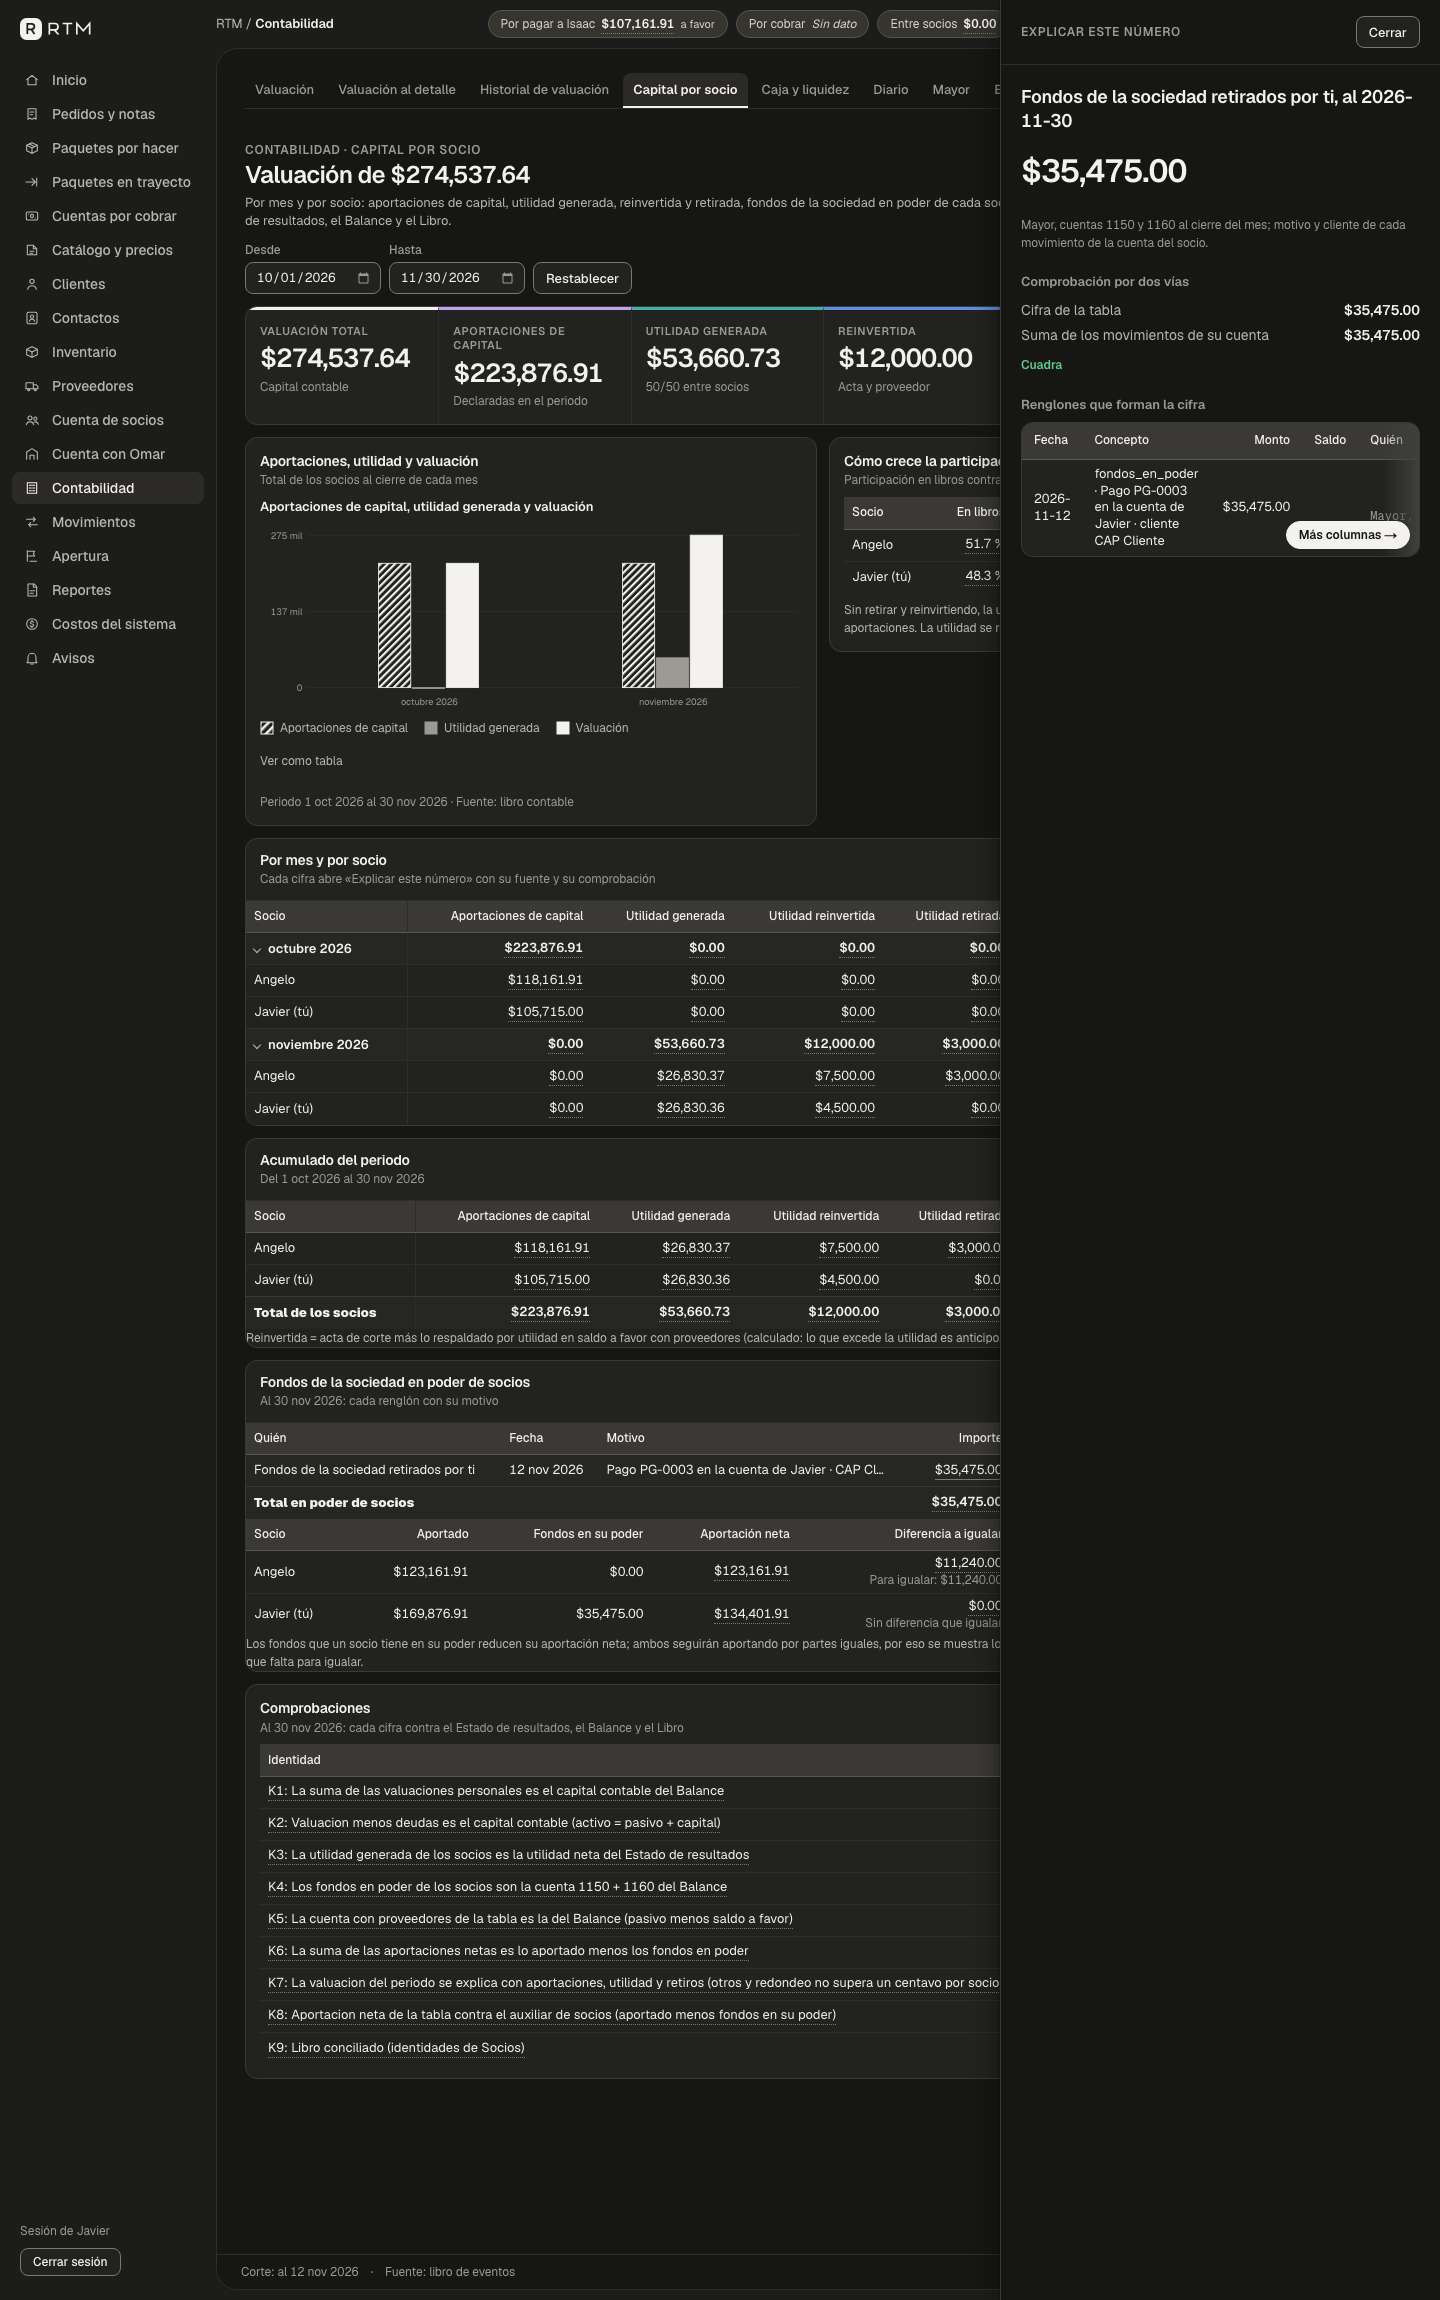 RTM
Inicio
Pedidos y notas
Paquetes por hacer
Paquetes en trayecto
Cuentas por cobrar
Catálogo y precios
Clientes
Contactos
Inventario
Proveedores
Cuenta de socios
Cuenta con Omar
Contabilidad
Movimientos
Apertura
Reportes
Costos del sistema
Avisos
Sesión de Javier
Cerrar sesión
RTM / Contabilidad
Por pagar a Isaac $107,161.91 a favor
Por cobrar Sin dato
Entre socios $0.00
Valuación
Valuación al detalle
Historial de valuación
Capital por socio
Caja y liquidez
Diario
Mayor
CONTABILIDAD · CAPITAL POR SOCIO
Valuación de $274,537.64
Por mes y por socio: aportaciones de capital, utilidad generada, reinvertida y retirada, fondos de la sociedad en poder de cada
de resultados, el Balance y el Libro.
Desde Hasta
10/01/2026 11/30/2026 Restablecer
VALUACIÓN TOTAL
$274,537.64
Capital contable
APORTACIONES DE
CAPITAL
$223,876.91
Declaradas en el periodo
UTILIDAD GENERADA
$53,660.73
50/50 entre socios
REINVERTIDA
$12,000.00
Acta y proveedor
Aportaciones, utilidad y valuación
Total de los socios al cierre de cada mes
Aportaciones de capital, utilidad generada y valuación
275 mil
137 mil
0
octubre 2026 noviembre 2026
Aportaciones de capital Utilidad generada Valuación
Ver como tabla
Periodo 1 oct 2026 al 30 nov 2026 · Fuente: libro contable
Cómo crece la
Participación en libros
Socio En libros
Angelo 51.7 %
Javier (tú) 48.3 %
Sin retirar y reinvirtiendo, la
aportaciones. La utilidad se
Por mes y por socio
Cada cifra abre «Explicar este número» con su fuente y su comprobación
Socio Aportaciones de capital Utilidad generada Utilidad reinvertida Utilidad retirada
octubre 2026 $223,876.91 $0.00 $0.00 $0.00
Angelo $118,161.91 $0.00 $0.00 $0.00
Javier (tú) $105,715.00 $0.00 $0.00 $0.00
noviembre 2026 $0.00 $53,660.73 $12,000.00 $3,000.00
Angelo $0.00 $26,830.37 $7,500.00 $3,000.00
Javier (tú) $0.00 $26,830.36 $4,500.00 $0.00
Acumulado del periodo
Del 1 oct 2026 al 30 nov 2026
Socio Aportaciones de capital Utilidad generada Utilidad reinvertida Utilidad retirad
Angelo $118,161.91 $26,830.37 $7,500.00 $3,000.0
Javier (tú) $105,715.00 $26,830.36 $4,500.00 $0.0
Total de los socios $223,876.91 $53,660.73 $12,000.00 $3,000.0
Reinvertida = acta de corte más lo respaldado por utilidad en saldo a favor con proveedores (calculado: lo que excede la utilidad es anticipo
Fondos de la sociedad en poder de socios
Al 30 nov 2026: cada renglón con su motivo
Quién Fecha Motivo Importe
Fondos de la sociedad retirados por ti 12 nov 2026 Pago PG-0003 en la cuenta de Javier · CAP Cl... $35,475.00
Total en poder de socios $35,475.00
Socio Aportado Fondos en su poder Aportación neta Diferencia a igualar
Angelo $123,161.91 $0.00 $123,161.91 $11,240.00
Para igualar: $11,240.00
Javier (tú) $169,876.91 $35,475.00 $134,401.91 $0.00
Sin diferencia que igualar
Los fondos que un socio tiene en su poder reducen su aportación neta; ambos seguirán aportando por partes iguales, por eso se muestra lo
que falta para igualar.
Comprobaciones
Al 30 nov 2026: cada cifra contra el Estado de resultados, el Balance y el Libro
Identidad
K1: La suma de las valuaciones personales es el capital contable del Balance
K2: Valuacion menos deudas es el capital contable (activo = pasivo + capital)
K3: La utilidad generada de los socios es la utilidad neta del Estado de resultados
K4: Los fondos en poder de los socios son la cuenta 1150 + 1160 del Balance
K5: La cuenta con proveedores de la tabla es la del Balance (pasivo menos saldo a favor)
K6: La suma de las aportaciones netas es lo aportado menos los fondos en poder
K7: La valuacion del periodo se explica con aportaciones, utilidad y retiros (otros y redondeo no supera un centavo por socio
K8: Aportacion neta de la tabla contra el auxiliar de socios (aportado menos fondos en su poder)
K9: Libro conciliado (identidades de Socios)
Corte: al 12 nov 2026 · Fuente: libro de eventos
EXPLICAR ESTE NÚMERO
Cerrar
Fondos de la sociedad retirados por ti, al 2026-
11-30
$35,475.00
Mayor, cuentas 1150 y 1160 al cierre del mes; motivo y cliente de cada
movimiento de la cuenta del socio.
Comprobación por dos vías
Cifra de la tabla $35,475.00
Suma de los movimientos de su cuenta $35,475.00
Cuadra
Renglones que forman la cifra
Fecha Concepto Monto Saldo Quién
2026-
11-12
fondos_en_poder
· Pago PG-0003
en la cuenta de
Javier · cliente
CAP Cliente
$35,475.00
Mayor
Más columnas →